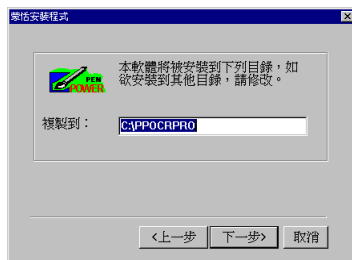 蒙恬安裝程式
PEN
POWER
本軟體將被安裝到下列目錄，如
欲安裝到其他目錄，請修改。
複製到：
C:\PPOCRPRO
<上一步
下一步>
取消